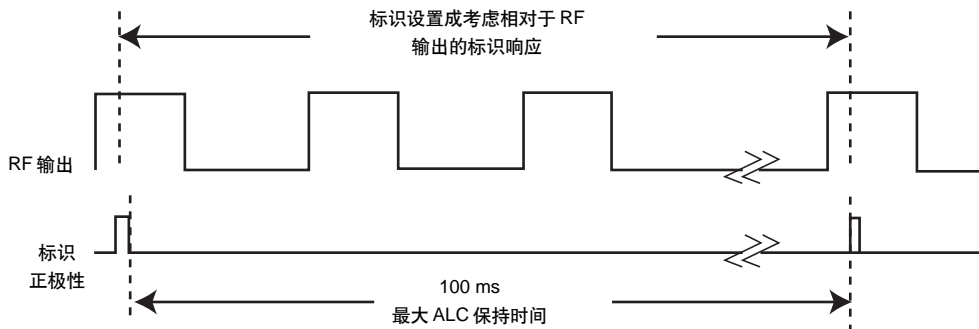 标识设置成考虑相对于 RF
输出的标识响应
RF 输出
标识
正极性
100 ms
最大 ALC 保持时间